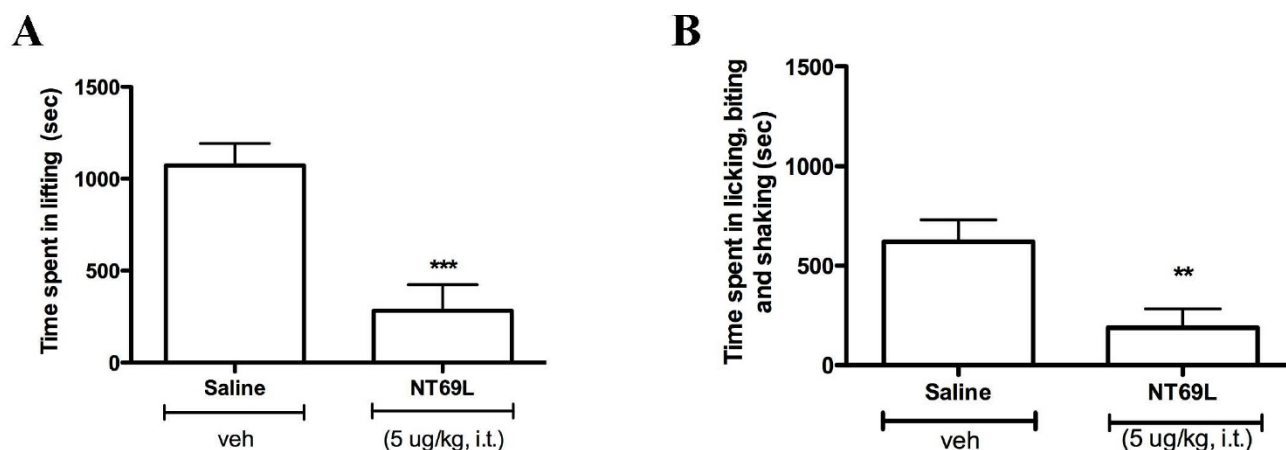 A
Time spent in lifting (sec)
1500
1000
500
0
***
Saline
NT69L
veh
(5 ug/kg, i.t.)
B
Time spent in licking, biting
and shaking (sec)
1500
1000
500
0
**
Saline
NT69L
veh
(5 ug/kg, i.t.)